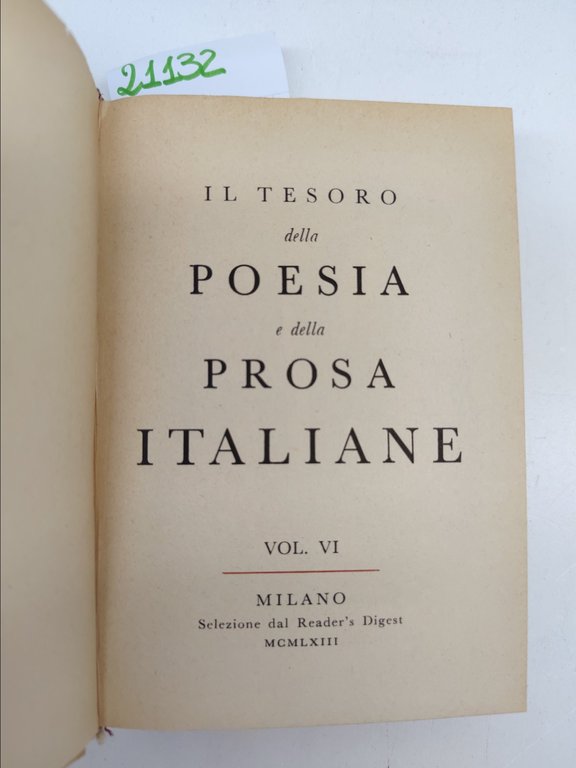 21132
IL TESORO
della
POESIA
e della
PROSA
ITALIANE
VOL. VI
MILANO
Selezione dal Reader's Digest
MCMLXIII